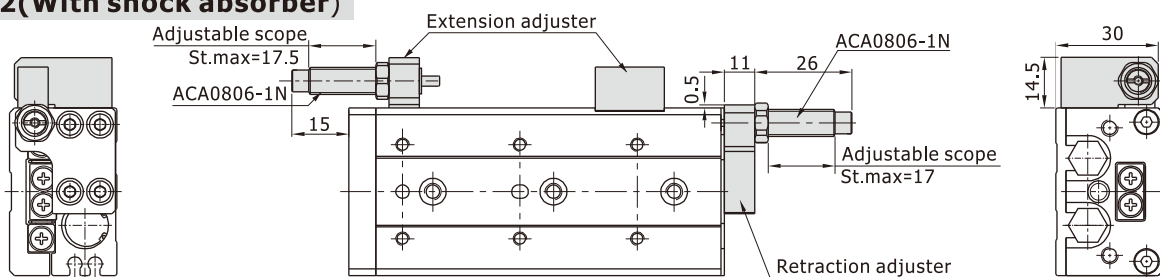 2(With shock absorber)
Adjustable scope
St.max=17.5
ACA0806-1N
15
Extension adjuster
0.5
11
26
ACA0806-1N
Adjustable scope
St.max=17
Retraction adjuster
30
14.5